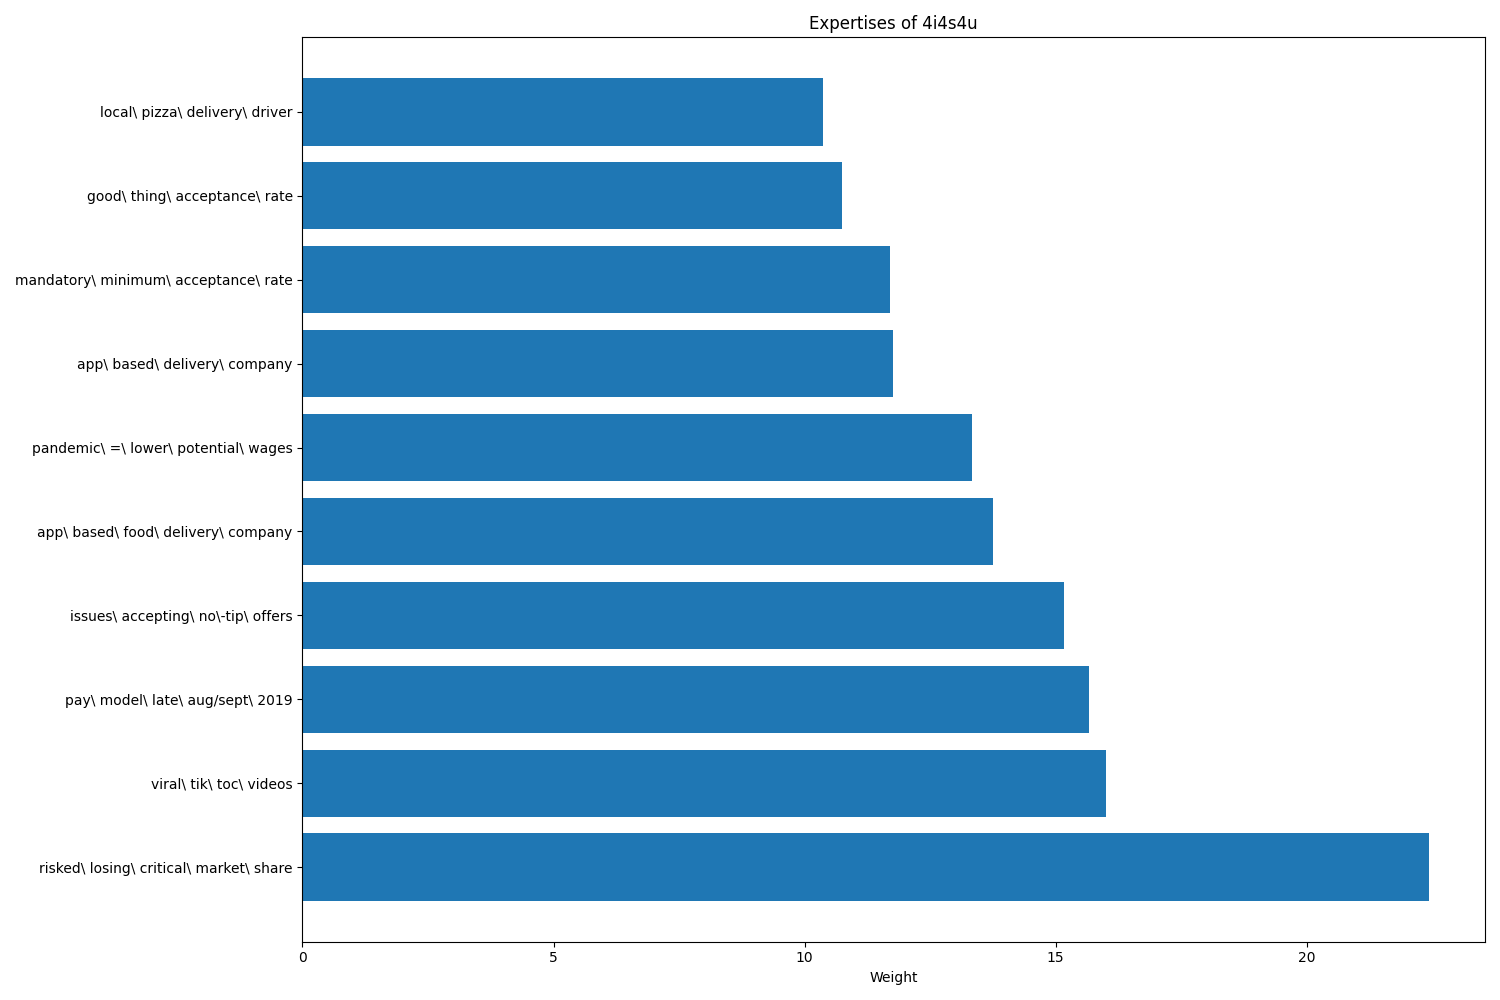 Expertises of 4i4s4u
local\ pizza\ delivery\ driver
good\ thing\ acceptance\ rate
mandatory\ minimum\ acceptance\ rate
app\ based\ delivery\ company
pandemic\ =\ lower\ potential\ wages
app\ based\ food\ delivery\ company
issues\ accepting\ no\-tip\ offers
pay\ model\ late\ aug/sept\ 2019
viral\ tik\ toc\ videos
risked\ losing\ critical\ market\ share
0 5 10 15 20
Weight